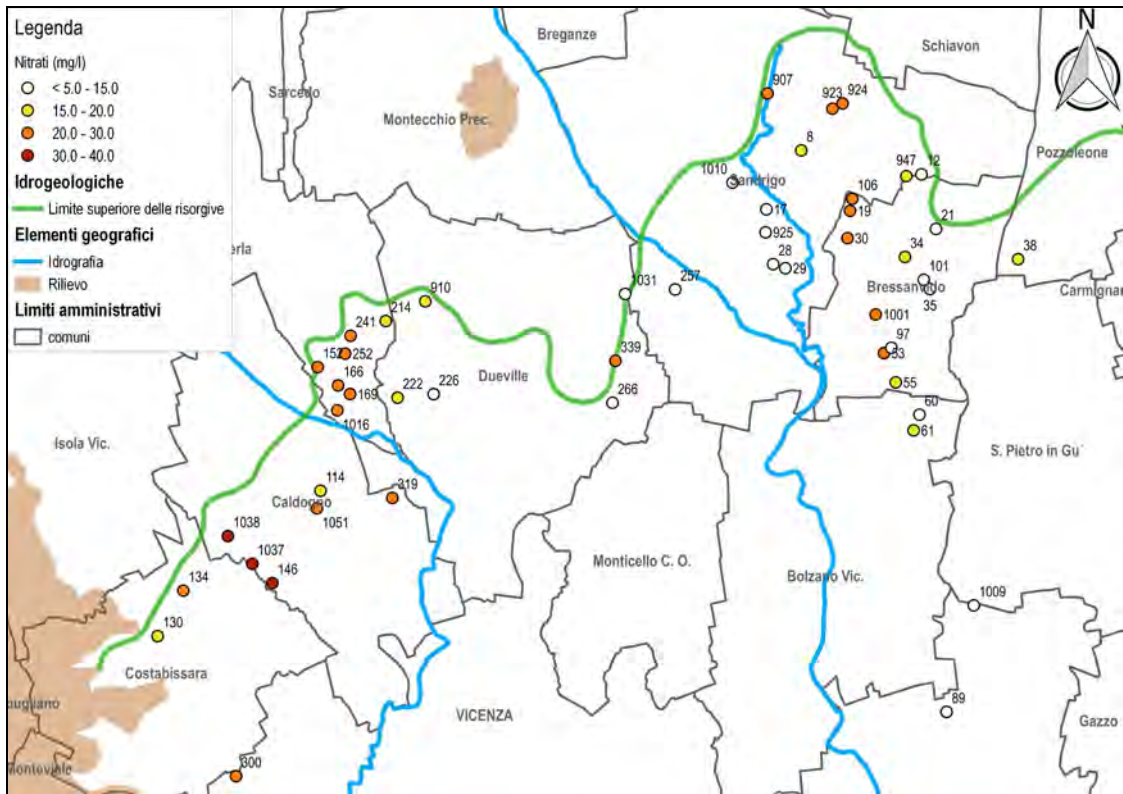 Legenda
Nitrati (mg/l)
< 5.0 - 15.0
15.0 - 20.0
20.0 - 30.0
30.0 - 40.0
Idrogeologiche
Limite superiore delle risorgive
Elementi geografici
Idrografia
Rilievo
Limiti amministrativi
comuni
N
Breganze
Schiavon
Sarcedo
Montecchio Prec.
907
923
924
8
Pozzoleone
1010
Sandrigo
947
12
106
17
19
21
925
30
erla
28
29
34
38
1031
257
101
Bressanvido
35
Carmignan
910
214
1001
241
97
252
53
152
339
166
Dueville
169
222
226
266
55
1016
60
61
Isola Vic.
S. Pietro in Gu`
114
Caldogno
319
1051
1038
1037
Monticello C. O.
146
Bolzano Vic.
134
1009
130
Costabissara
89
VICENZA
Gazzo
Monteviale
300